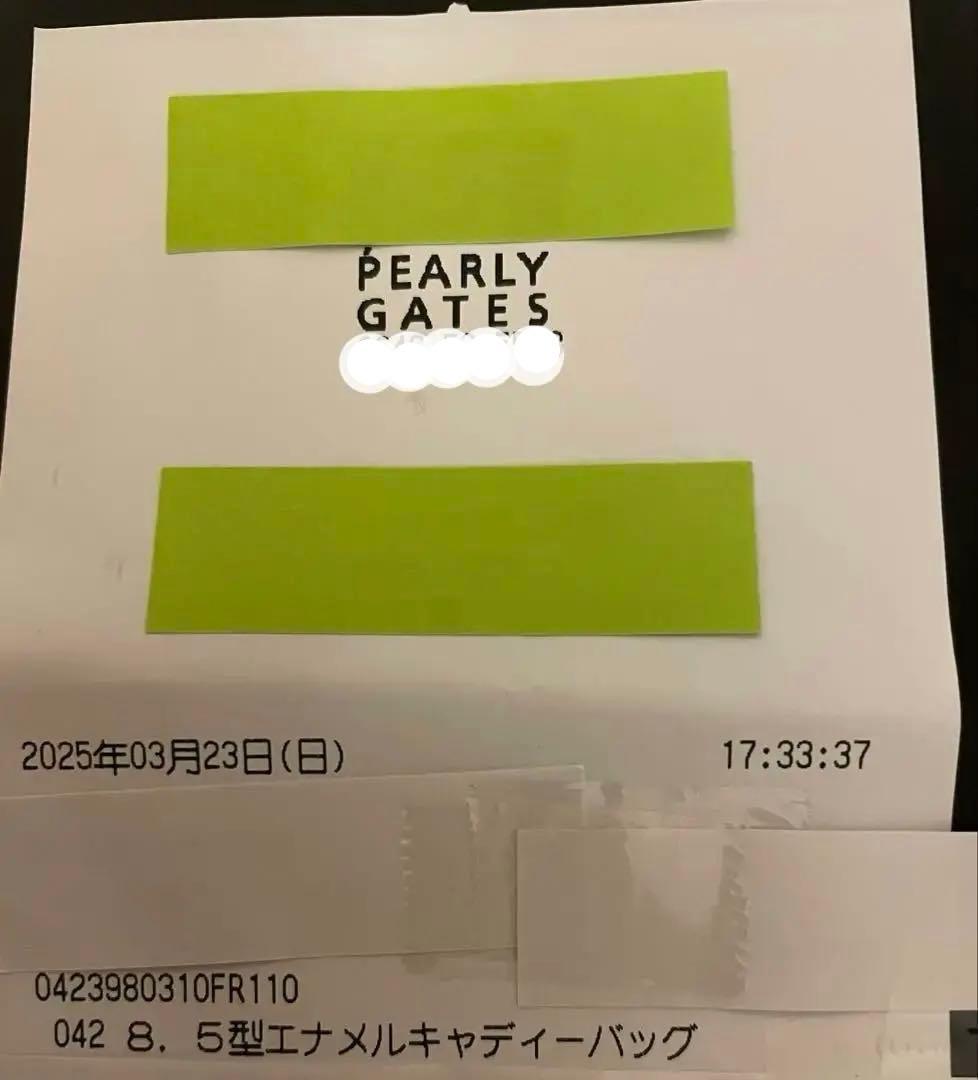 PEARLY
GATES
2025年03月23日(日) 17:33:37
0423980310FR110
042 8．5型エナメルキャディーバッグ